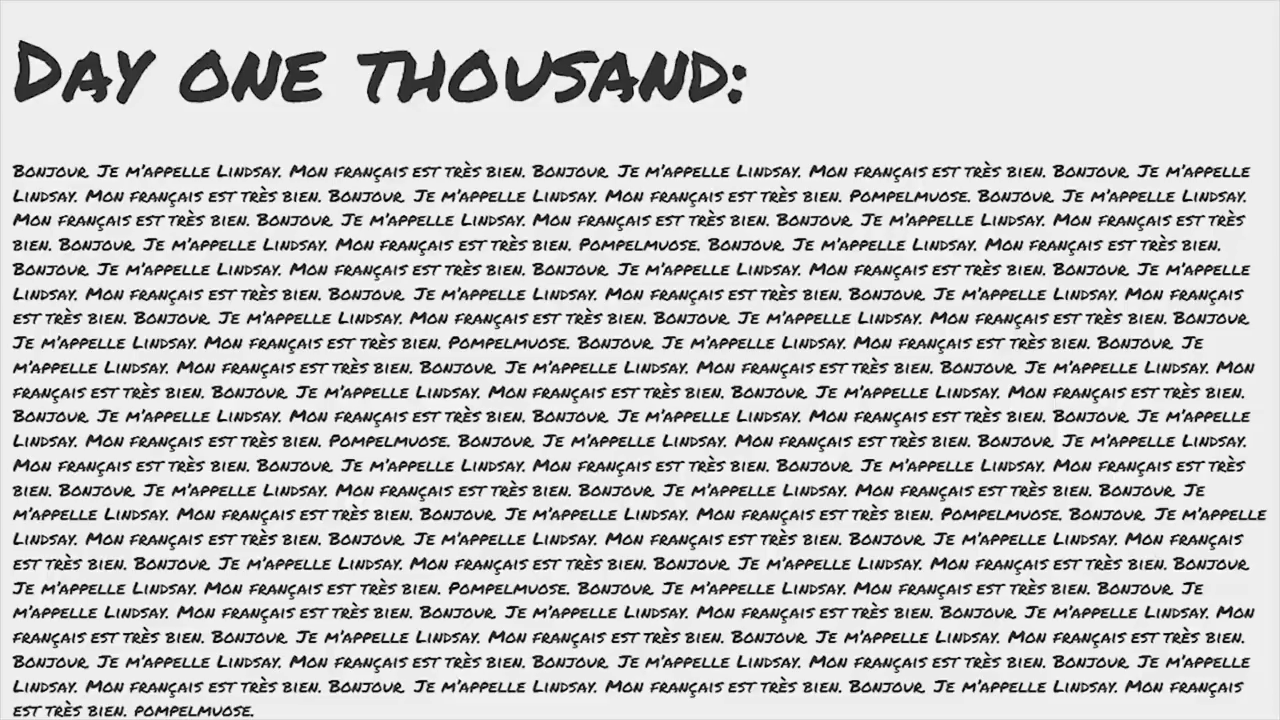 Day one thousand:
Bonjour. Je m'appelle Lindsay. Mon français est très bien. Bonjour. Je m'appelle Lindsay. Mon français est très bien. Bonjour. Je m'appelle
Lindsay. Mon français est très bien. Bonjour. Je m'appelle Lindsay. Mon français est très bien. Pompelmuose. Bonjour. Je m'appelle Lindsay.
Mon français est très bien. Bonjour. Je m'appelle Lindsay. Mon français est très bien. Bonjour. Je m'appelle Lindsay. Mon français est très
bien. Bonjour. Je m'appelle Lindsay. Mon français est très bien. Pompelmuose. Bonjour. Je m'appelle Lindsay. Mon français est très bien.
Bonjour. Je m'appelle Lindsay. Mon français est très bien. Bonjour. Je m'appelle Lindsay. Mon français est très bien. Bonjour. Je m'appelle
Lindsay. Mon français est très bien. Bonjour. Je m'appelle Lindsay. Mon français est très bien. Bonjour. Je m'appelle Lindsay. Mon français
est très bien. Bonjour. Je m'appelle Lindsay. Mon français est très bien. Bonjour. Je m'appelle Lindsay. Mon français est très bien. Bonjour.
Je m'appelle Lindsay. Mon français est très bien. Pompelmuose. Bonjour. Je m'appelle Lindsay. Mon français est très bien. Bonjour. Je
m'appelle Lindsay. Mon français est très bien. Bonjour. Je m'appelle Lindsay. Mon français est très bien. Bonjour. Je m'appelle Lindsay. Mon
français est très bien. Bonjour. Je m'appelle Lindsay. Mon français est très bien. Bonjour. Je m'appelle Lindsay. Mon français est très bien.
Bonjour. Je m'appelle Lindsay. Mon français est très bien. Bonjour. Je m'appelle Lindsay. Mon français est très bien. Bonjour. Je m'appelle
Lindsay. Mon français est très bien. Pompelmuose. Bonjour. Je m'appelle Lindsay. Mon français est très bien. Bonjour. Je m'appelle Lindsay.
Mon français est très bien. Bonjour. Je m'appelle Lindsay. Mon français est très bien. Bonjour. Je m'appelle Lindsay. Mon français est très
bien. Bonjour. Je m'appelle Lindsay. Mon français est très bien. Bonjour. Je m'appelle Lindsay. Mon français est très bien. Bonjour. Je
m'appelle Lindsay. Mon français est très bien. Bonjour. Je m'appelle Lindsay. Mon français est très bien. Pompelmuose. Bonjour. Je m'appelle
Lindsay. Mon français est très bien. Bonjour. Je m'appelle Lindsay. Mon français est très bien. Bonjour. Je m'appelle Lindsay. Mon français
est très bien. Bonjour. Je m'appelle Lindsay. Mon français est très bien. Bonjour. Je m'appelle Lindsay. Mon français est très bien. Bonjour.
Je m'appelle Lindsay. Mon français est très bien. Pompelmuose. Bonjour. Je m'appelle Lindsay. Mon français est très bien. Bonjour. Je
m'appelle Lindsay. Mon français est très bien. Bonjour. Je m'appelle Lindsay. Mon français est très bien. Bonjour. Je m'appelle Lindsay. Mon
français est très bien. Bonjour. Je m'appelle Lindsay. Mon français est très bien. Bonjour. Je m'appelle Lindsay. Mon français est très bien.
Bonjour. Je m'appelle Lindsay. Mon français est très bien. Bonjour. Je m'appelle Lindsay. Mon français est très bien. Bonjour. Je m'appelle
Lindsay. Mon français est très bien. Bonjour. Je m'appelle Lindsay. Mon français est très bien. Bonjour. Je m'appelle Lindsay. Mon français
est très bien. pompelmuose.